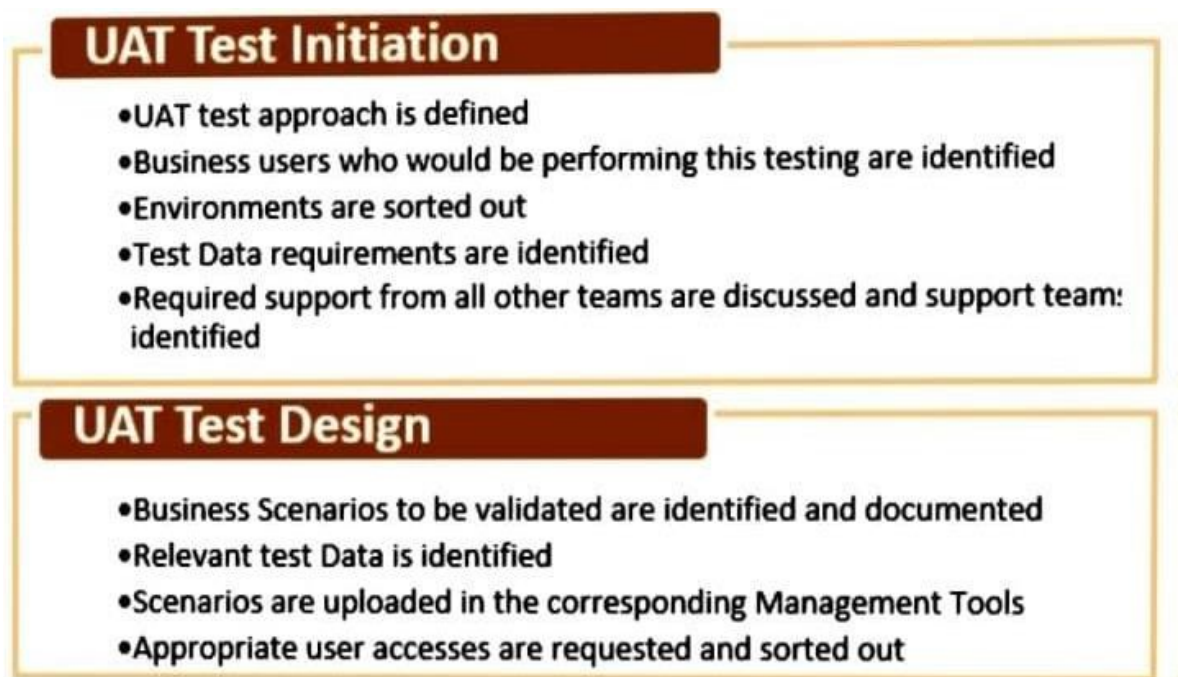 UAT Test Initiation
•UAT test approach is defined
•Business users who would be performing this testing are identified
•Environments are sorted out
•Test Data requirements are identified
•Required support from all other teams are discussed and support teams
identified
UAT Test Design
•Business Scenarios to be validated are identified and documented
•Relevant test Data is identified
•Scenarios are uploaded in the corresponding Management Tools
•Appropriate user accesses are requested and sorted out